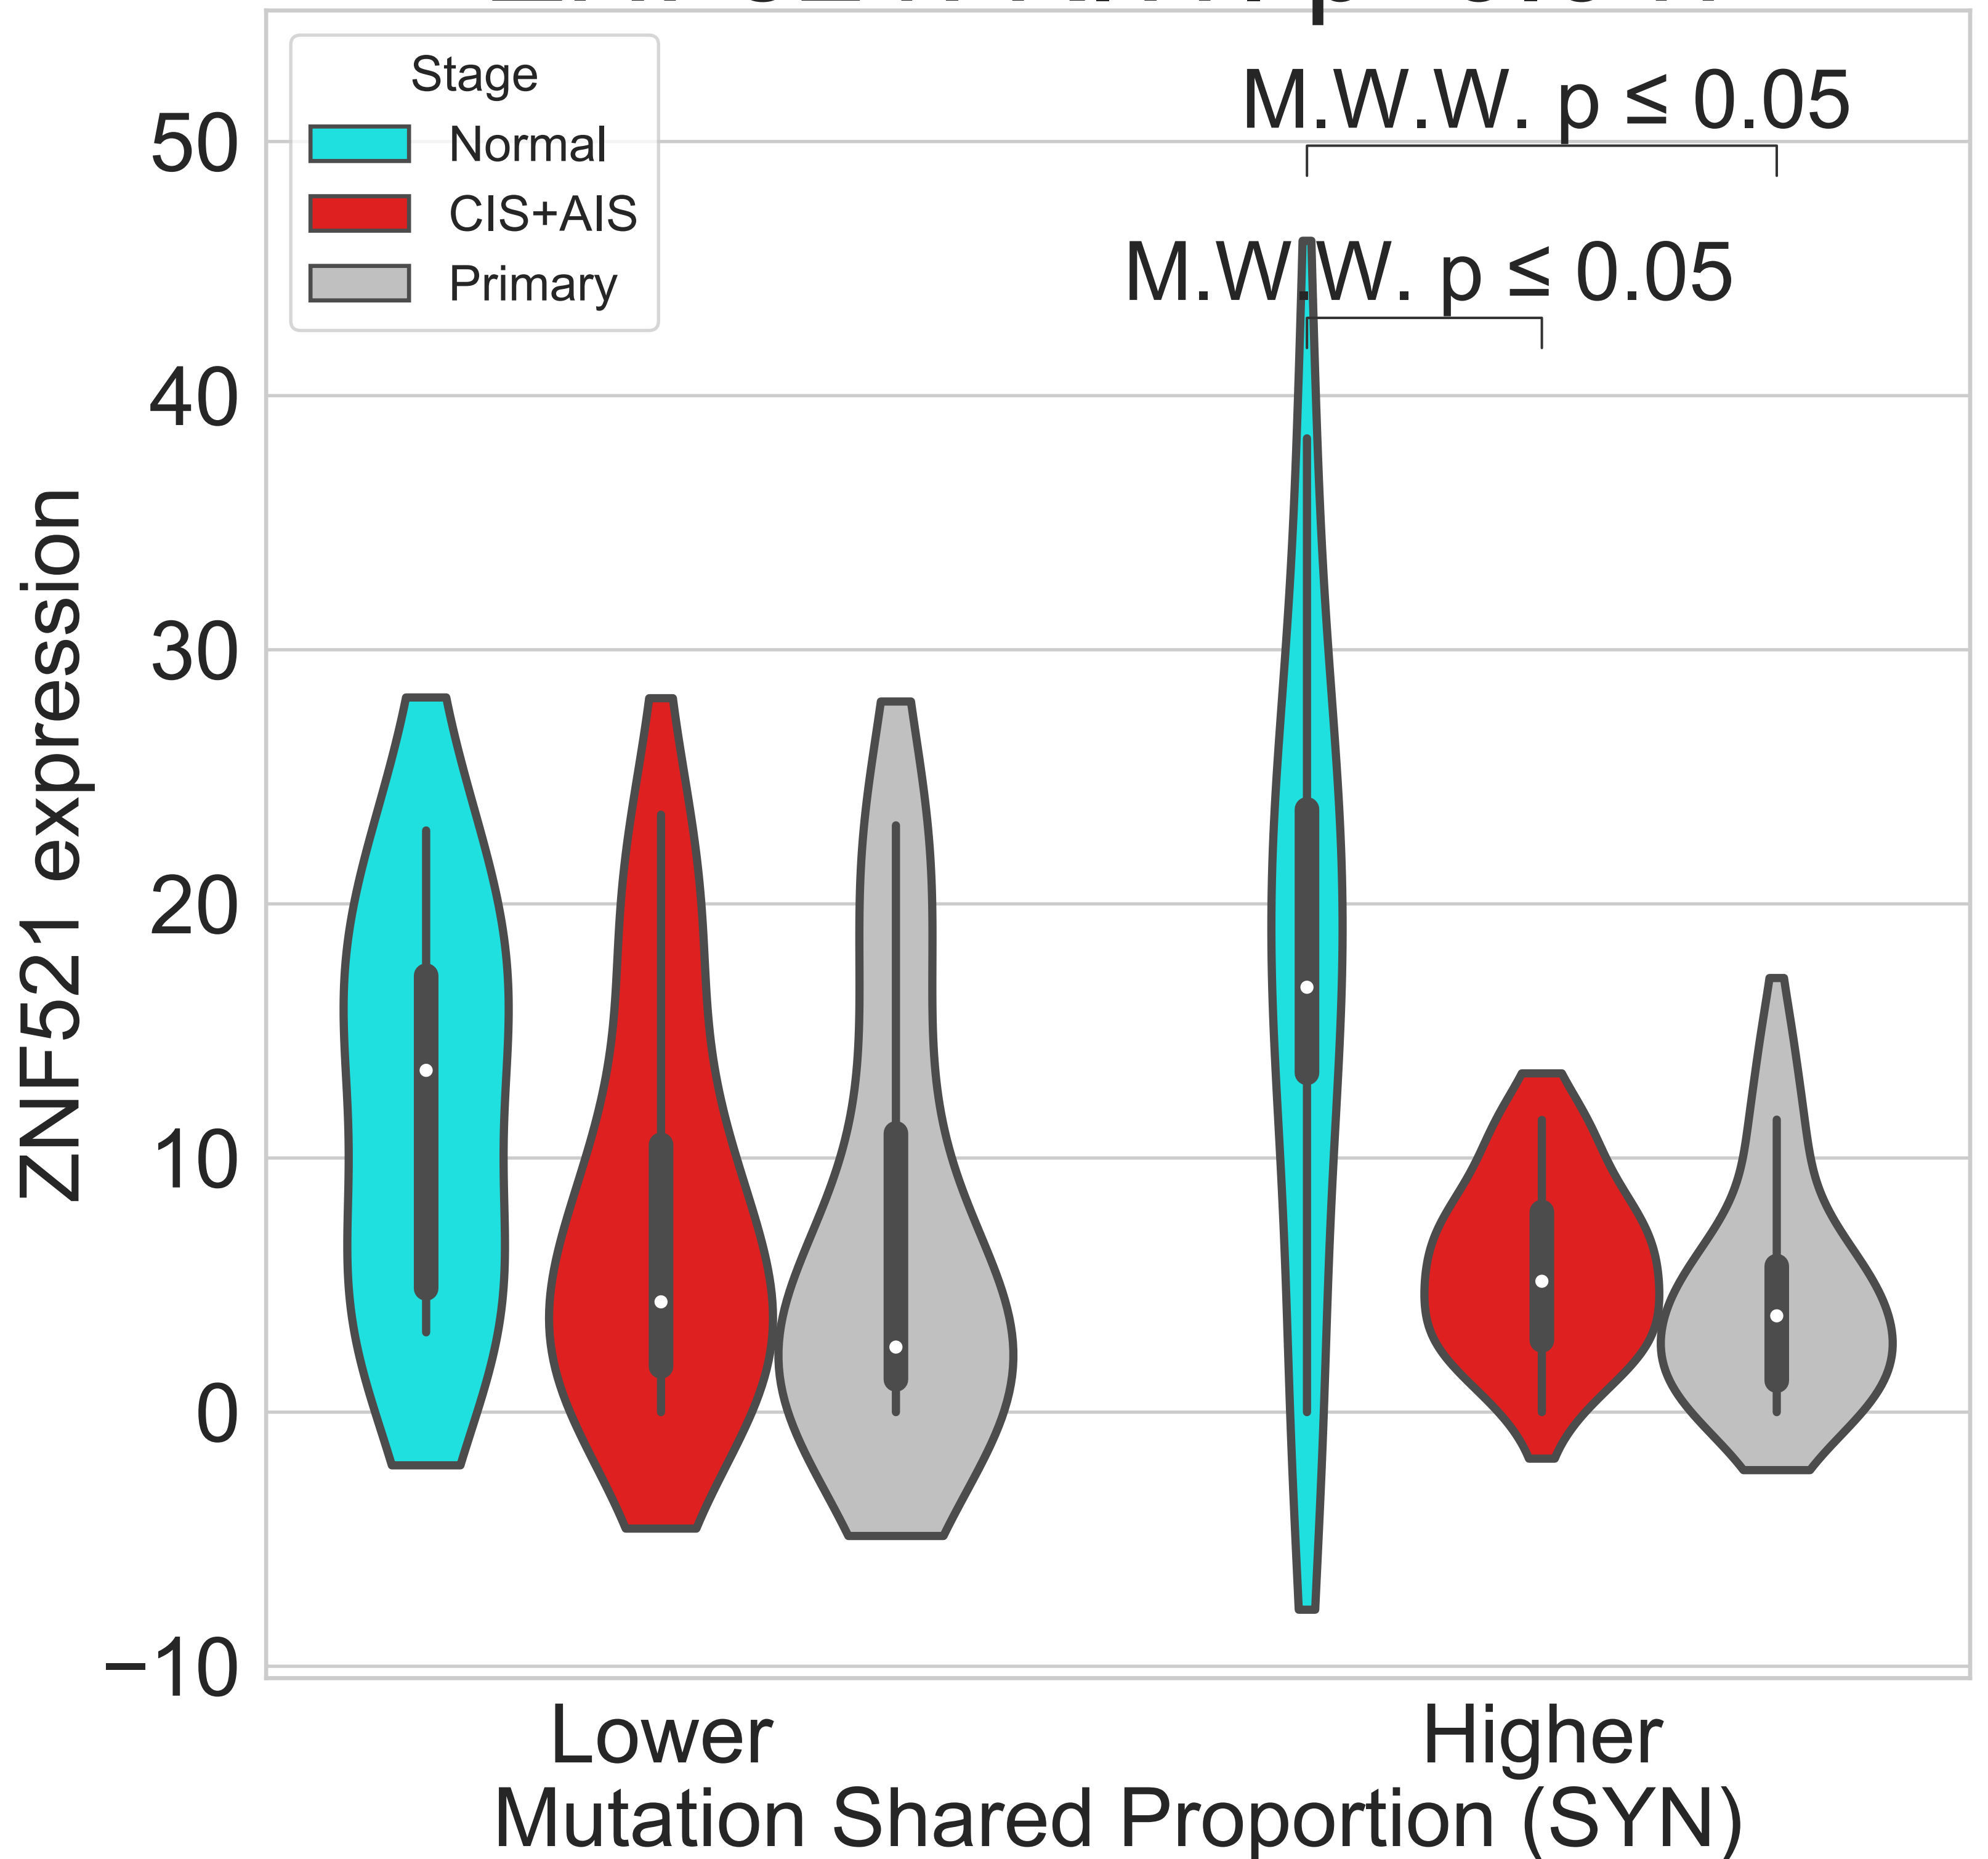 M.W.W. p ≤ 0.05
M.W.W. p ≤ 0.05
Stage
Normal
CIS+AIS
Primary
50
40
30
20
10
0
−10
ZNF521 expression
Lower
Higher
Mutation Shared Proportion (SYN)